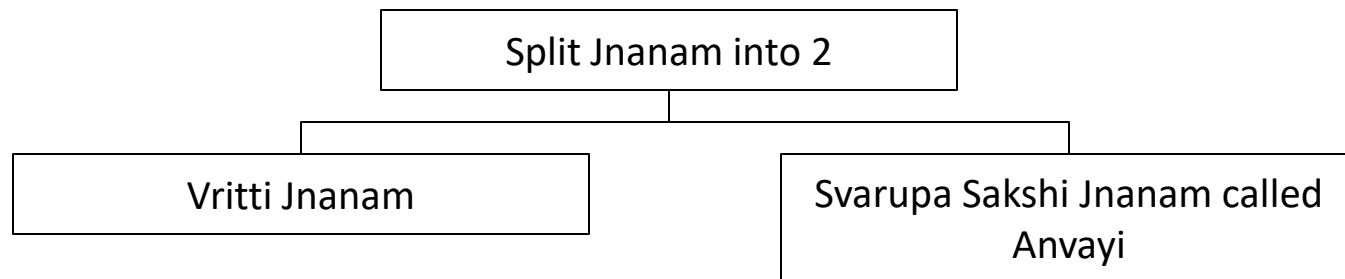 Split Jnanam into 2
Vritti Jnanam
Svarupa Sakshi Jnanam called
Anvayi